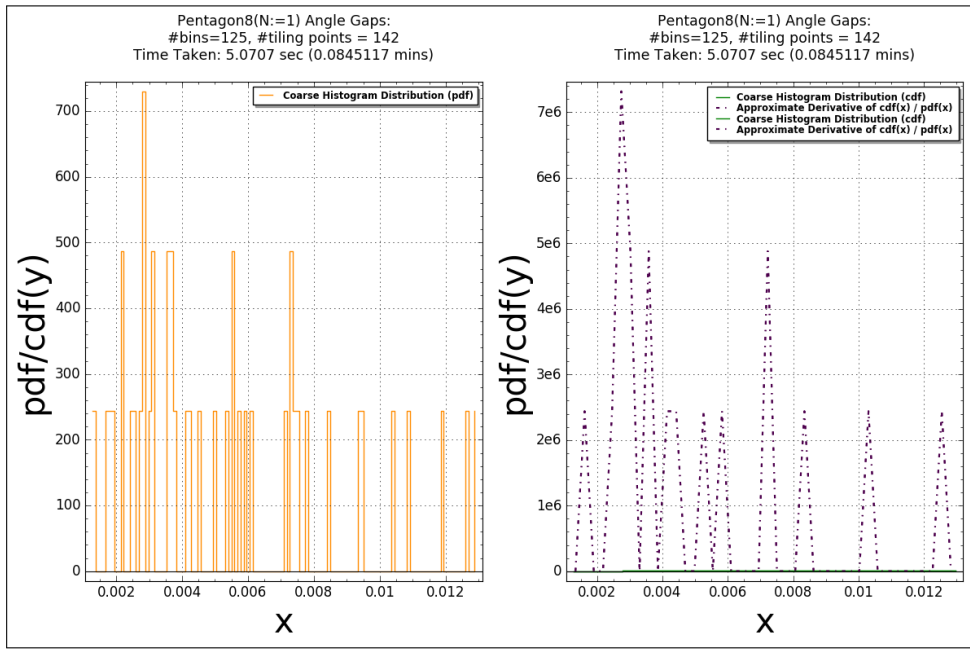 Pentagon8(N:=1) Angle Gaps:
#bins=125, #tiling points = 142
Time Taken: 5.0707 sec (0.0845117 mins)
Coarse Histogram Distribution (pdf)
700
600
500
400
300
200
100
0
0.002 0.004 0.006 0.008 0.01 0.012
pdf/cdf(y)
x
Pentagon8(N:=1) Angle Gaps:
#bins=125, #tiling points = 142
Time Taken: 5.0707 sec (0.0845117 mins)
Coarse Histogram Distribution (cdf)
Approximate Derivative of cdf(x) / pdf(x)
Coarse Histogram Distribution (cdf)
Approximate Derivative of cdf(x) / pdf(x)
7e6
6e6
5e6
4e6
3e6
2e6
1e6
0
0.002 0.004 0.006 0.008 0.01 0.012
pdf/cdf(y)
x